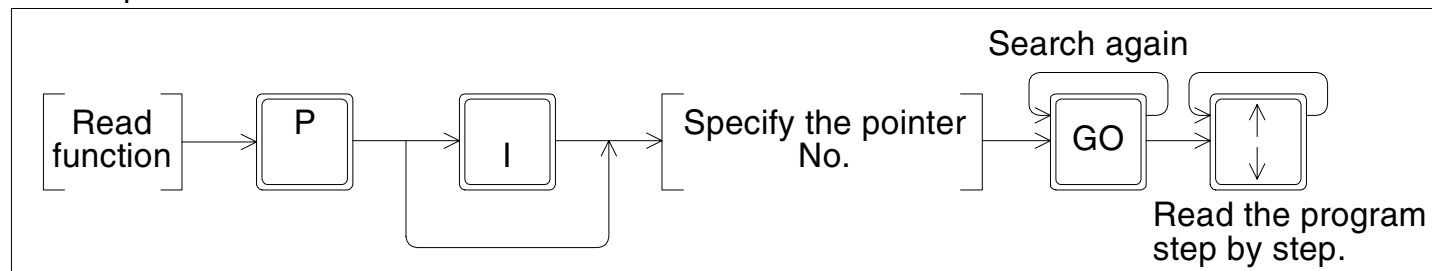 Search again
Read
function
P
I
Specify the pointer
No.
GO
Read the program
step by step.